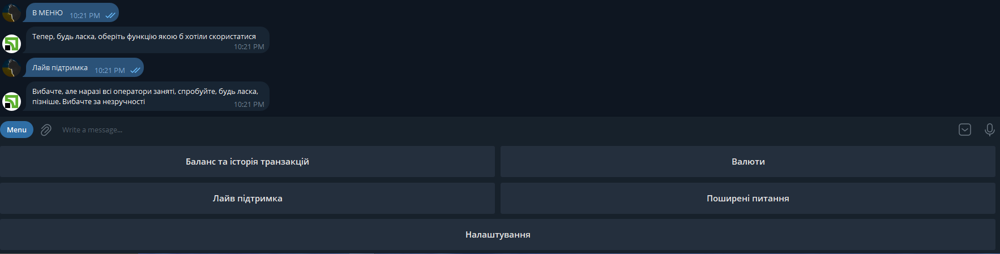 В МЕНЮ 10:21 PM
Тепер, будь ласка, оберіть функцію якою б хотіли скористатися
10:21 PM
Лайв підтримка 10:21 PM
Вибачте, але наразі всі оператори заняті, спробуйте, будь ласка,
пізніше. Вибачте за незручності 10:21 PM
Menu Write a message...
Баланс та історія транзакцій Валюти
Лайв підтримка Поширені питання
Налаштування